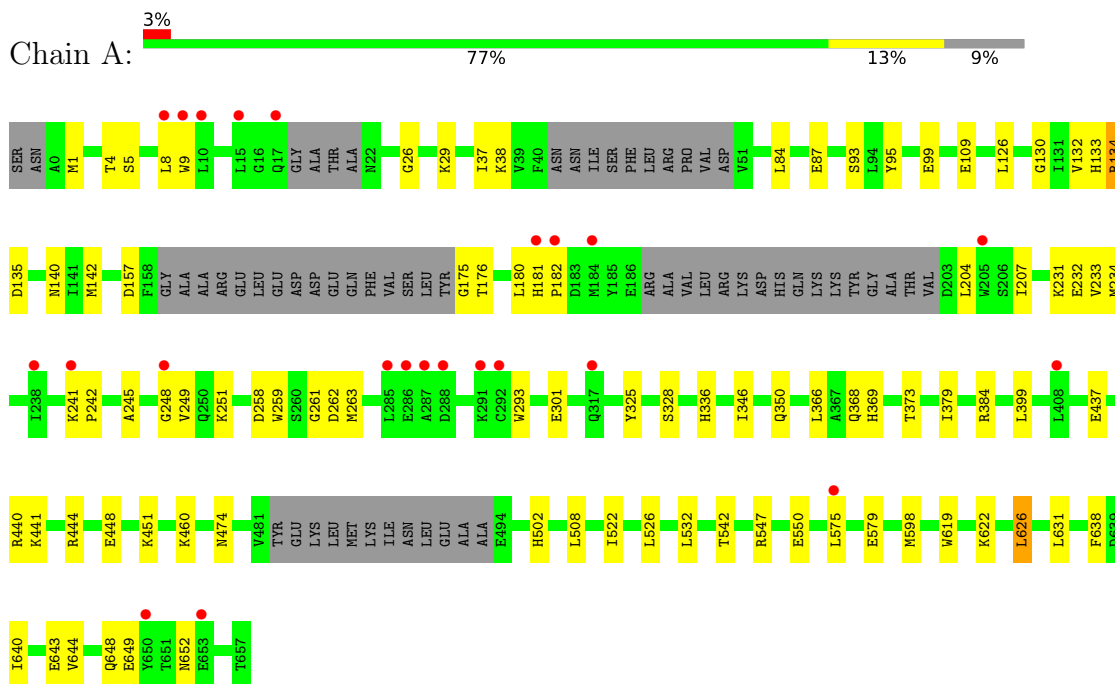 3%
Chain A:
77% 13% 9%
SER ASN A0 M1 T4 S5 L8 W9 L10 L15 G16 Q17 GLY ALA THR ALA N22 G26 K29 I37 K38 V39 F40 ASN ASN ILE SER PHE LEU ARG PRO VAL ASP V51 L84 E87 S93 L94 Y95 E99 E109 L126 G130 I131 V132 H133 R134
D135 N140 I141 M142 D157 F158 GLY ALA ALA ARG GLU LEU LEU GLU ASP ASP GLU GLU GLY PHE VAL SER LEU TYR G175 T176 L180 H181 P182 D183 M184 Y185 E186 ARG ALA VAL LEU ARG LYS ASP HIS GLN LYS LYS TYR GLY ALA THR VAL D203 L204 W205 S206 I207 K231 E232 V233 M234
I238 K241 P242 A245 G248 V249 Q250 K251 D258 W259 S260 G261 D262 M263 L285 E286 A287 D288 K291 C292 W293 E301 Q317 Y325 S328 H336 I346 Q350 L366 A367 Q368 H369 T373 I379 R384 L399 L408 E437
R440 K441 R444 E448 K451 K460 N474 V481 TYR GLU LYS LEU MET LYS ILE ASN LEU GLU ALA ALA E494 H502 L508 I522 L526 L532 T542 R547 E550 L575 E579 M598 W619 K622 L626 L631 F638 D639
I640 E643 V644 Q648 E649 Y650 T651 N652 E653 T657